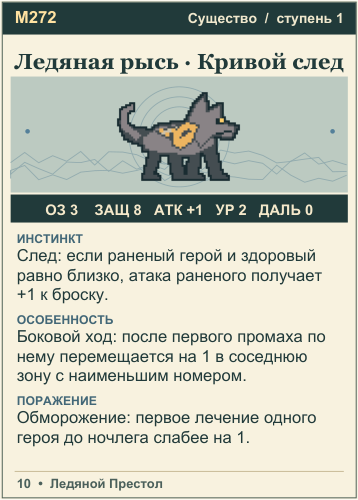 M272
Существо / ступень 1
Ледяная рысь · Кривой след
ОЗ 3 ЗАЩ 8 АТК +1 УР 2 ДАЛЬ 0
ИНСТИНКТ
След: если раненый герой и здоровый
равно близко, атака раненого получает
+1 к броску.
ОСОБЕННОСТЬ
Боковой ход: после первого промаха по
нему перемещается на 1 в соседнюю
зону с наименьшим номером.
ПОРАЖЕНИЕ
Обморожение: первое лечение одного
героя до ночлега слабее на 1.
10 • Ледяной Престол